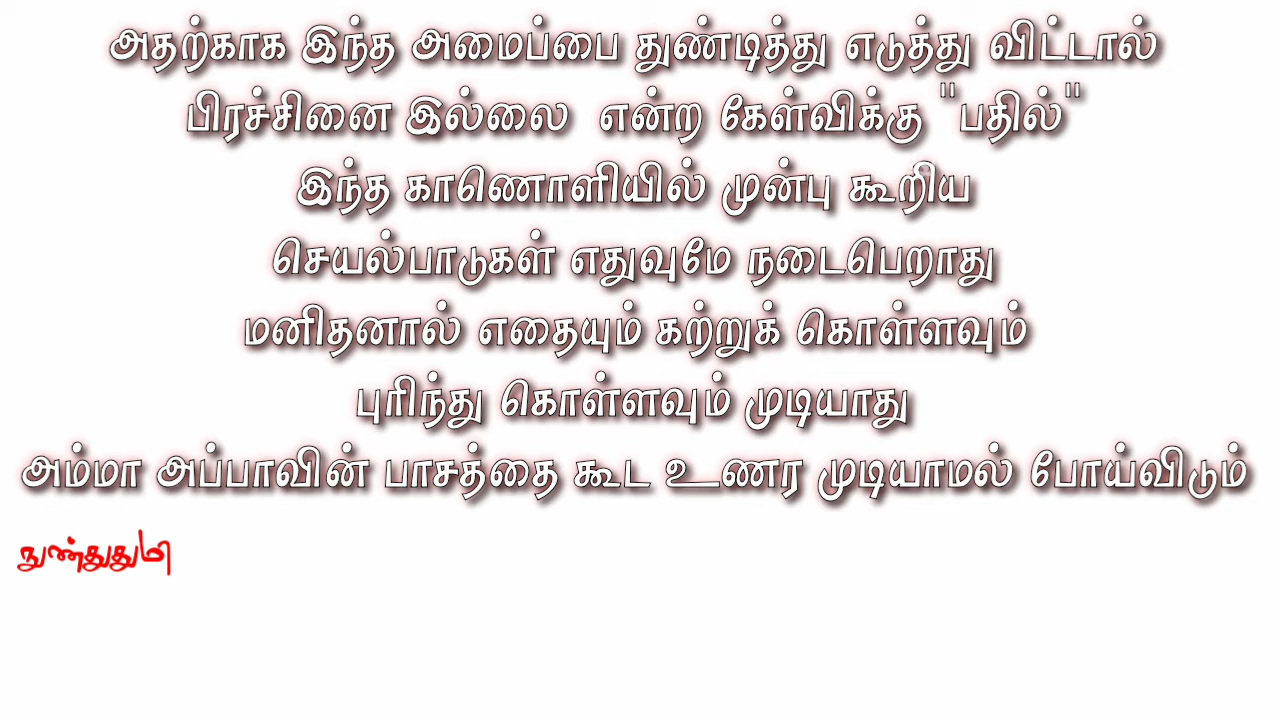 அதற்காக இந்த அமைப்பை துண்டித்து எடுத்து விட்டால்
பிரச்சினை இல்லை என்ற கேள்விக்கு "பதில்"
இந்த காணொளியில் முன்பு கூறிய
செயல்பாடுகள் எதுவுமே நடைபெறாது
மனிதனால் எதையும் கற்றுக் கொள்ளவும்
புரிந்து கொள்ளவும் முடியாது
அம்மா அப்பாவின் பாசத்தை கூட உணர முடியாமல் போய்விடும்
நுண்துதுமி